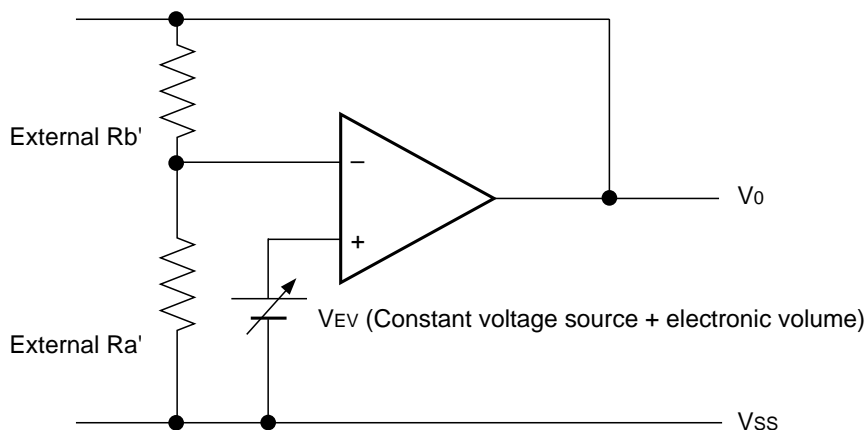 External Rb'
−
V0
+
VEV (Constant voltage source + electronic volume)
External Ra'
VSS